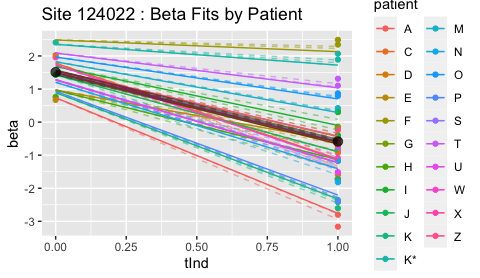 Site 124022 : Beta Fits by Patient
beta
2
1
0
-1
-2
-3
0.00
0.25
0.50
0.75
1.00
tInd
patient
A
C
D
E
F
G
H
I
J
K
K*
M
N
O
P
S
T
U
W
X
Z